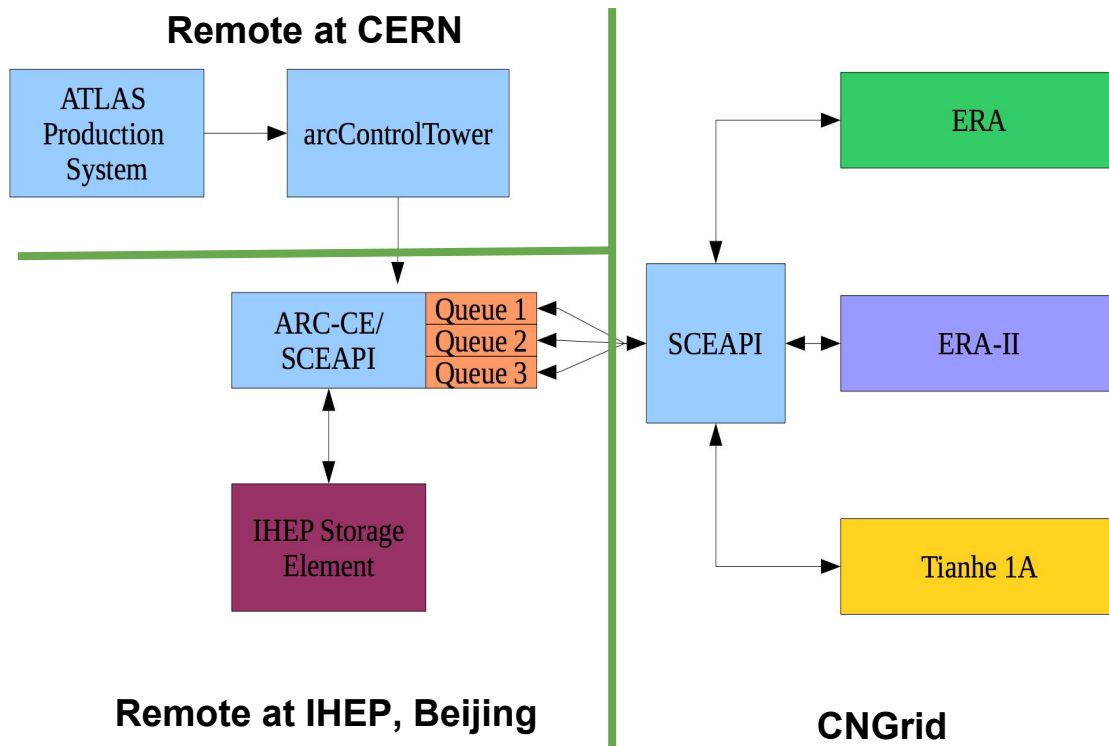 Remote at CERN
ATLAS
Production
System
arcControlTower
ARC-CE/
SCEAPI
Queue 1
Queue 2
Queue 3
IHEP Storage
Element
Remote at IHEP, Beijing
SCEAPI
ERA
ERA-II
Tianhe 1A
CNGrid